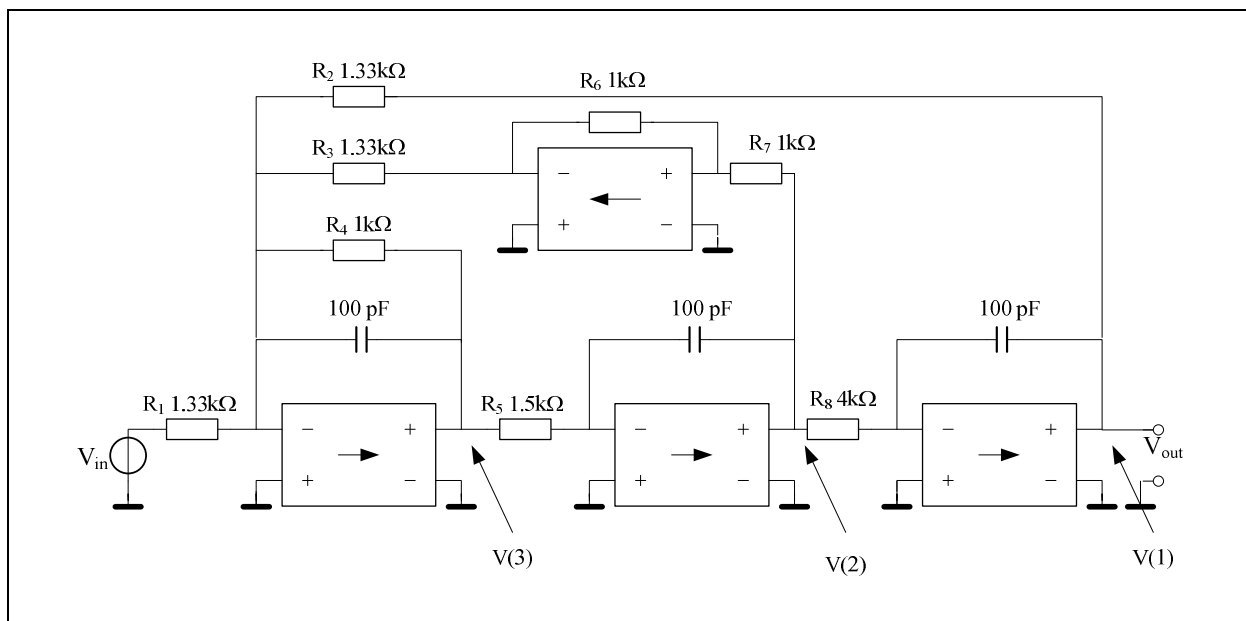 R2 1.33kΩ
R6 1kΩ
R3 1.33kΩ
R7 1kΩ
- +
+ -
R4 1kΩ
100 pF
100 pF
100 pF
R1 1.33kΩ
R5 1.5kΩ
R8 4kΩ
Vin
- +
- +
- +
Vout
+ -
+ -
+ -
V(3)
V(2)
V(1)